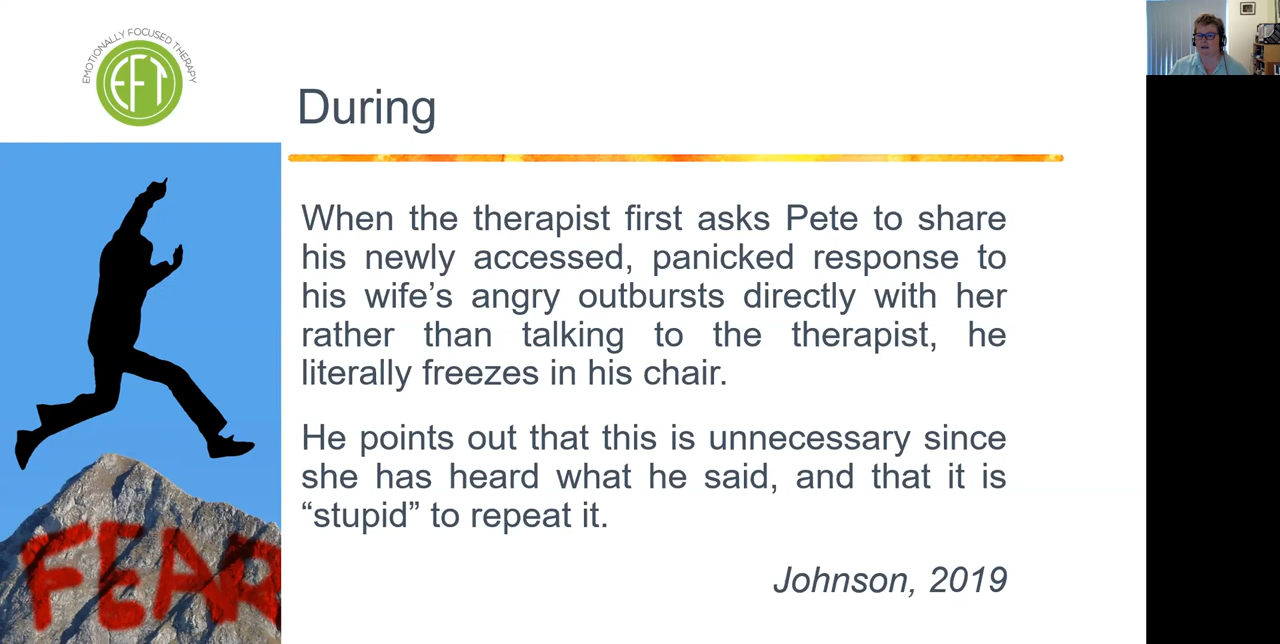 EMOTIONALLY FOCUSED THERAPY
EFT
During
When the therapist first asks Pete to share
his newly accessed, panicked response to
his wife’s angry outbursts directly with her
rather than talking to the therapist, he
literally freezes in his chair.
He points out that this is unnecessary since
she has heard what he said, and that it is
“stupid” to repeat it.
Johnson, 2019
FEAR